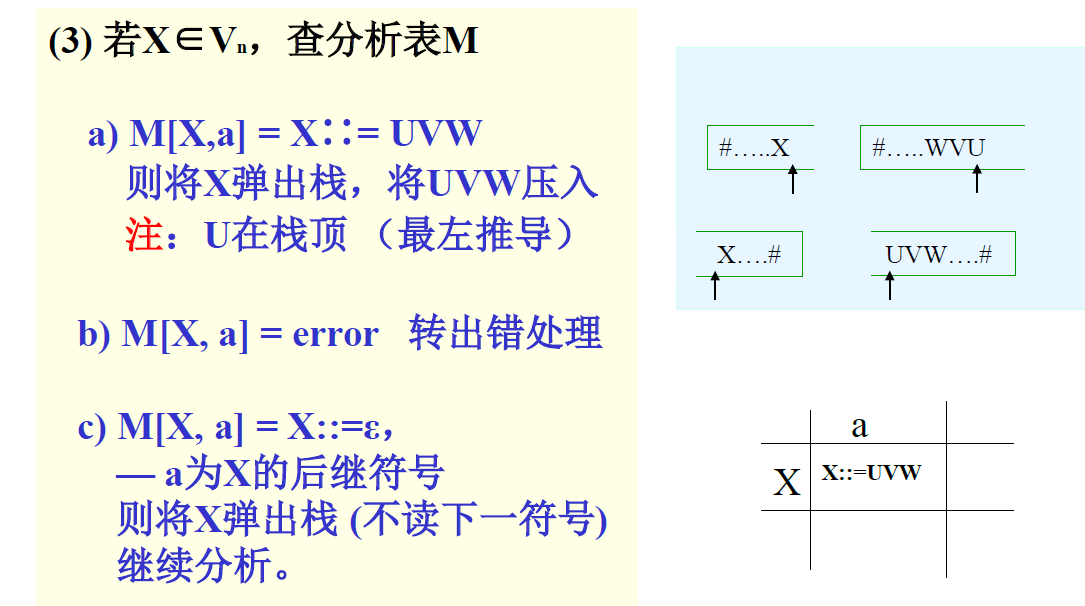 (3) 若X∈Vn，查分析表M
a) M[X,a] = X∷= UVW
则将X弹出栈，将UVW压入
注：U在栈顶 （最左推导）
b) M[X, a] = error 转出错处理
c) M[X, a] = X::=ε，
— a为X的后继符号
则将X弹出栈 (不读下一符号)
继续分析。
#…..X
#…..WVU
X….#
UVW….#
a
X
X::=UVW